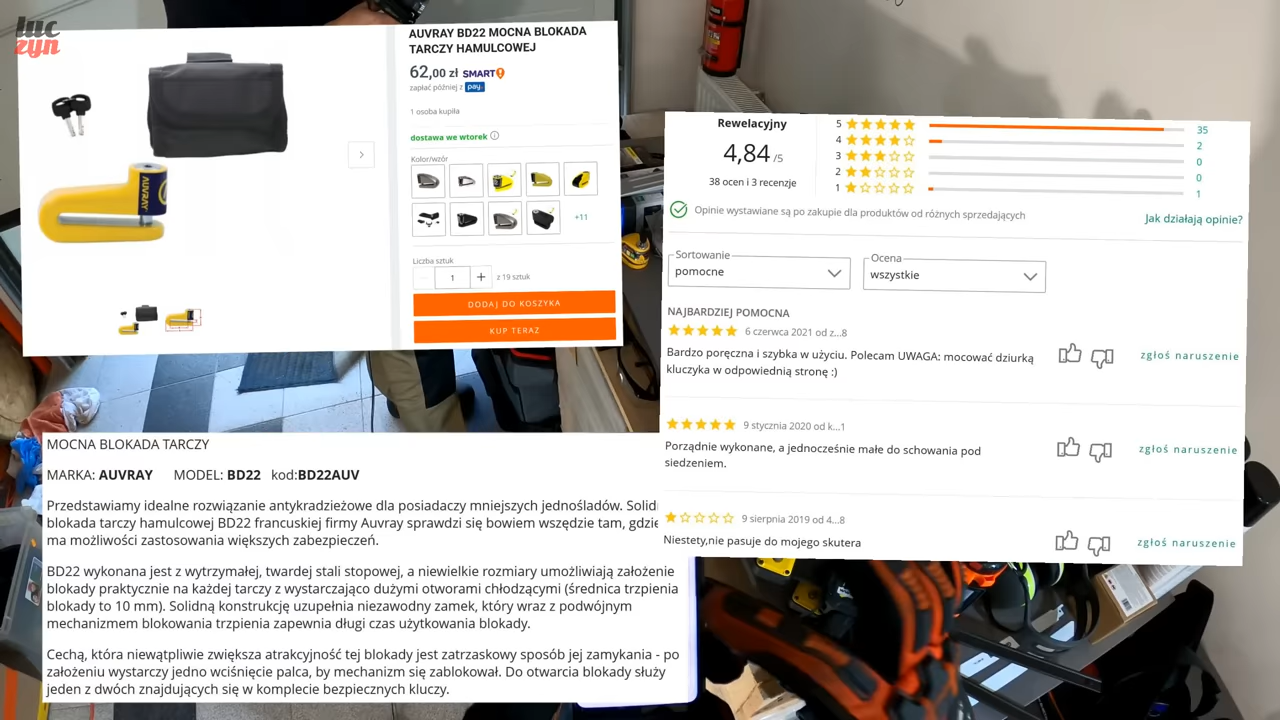 luc
zyn
AUVRAY BD22 MOCNA BLOKADA
TARCZY HAMULCOWEJ
62,00 zł SMART!
zapłać później z pay
1 osoba kupiła
dostawa we wtorek
Kolor/wzór
+11
Liczba sztuk
1
z 19 sztuk
DODAJ DO KOSZYKA
KUP TERAZ
AUVRAY
Rewelacyjny
4,84 /5
38 ocen i 3 recenzje
5 35
4 2
3 0
2 0
1 1
Opinie wystawiane są po zakupie dla produktów od różnych sprzedających
Jak działają opinie?
Sortowanie
pomocne
Ocena
wszystkie
NAJBARDZIEJ POMOCNA
6 czerwca 2021 od z...8
Bardzo poręczna i szybka w użyciu. Polecam UWAGA: mocować dziurką
kluczyka w odpowiednią stronę :)
zgłoś naruszenie
9 stycznia 2020 od k...1
Porządnie wykonane, a jednocześnie małe do schowania pod
siedzeniem.
zgłoś naruszenie
9 sierpnia 2019 od 4...8
Niestety,nie pasuje do mojego skutera
zgłoś naruszenie
MOCNA BLOKADA TARCZY
MARKA: AUVRAY MODEL: BD22 kod:BD22AUV
Przedstawiamy idealne rozwiązanie antykradzieżowe dla posiadaczy mniejszych jednośladów. Solid
blokada tarczy hamulcowej BD22 francuskiej firmy Auvray sprawdzi się bowiem wszędzie tam, gdzie
ma możliwości zastosowania większych zabezpieczeń.
BD22 wykonana jest z wytrzymałej, twardej stali stopowej, a niewielkie rozmiary umożliwiają założenie
blokady praktycznie na każdej tarczy z wystarczająco dużymi otworami chłodzącymi (średnica trzpienia
blokady to 10 mm). Solidną konstrukcję uzupełnia niezawodny zamek, który wraz z podwójnym
mechanizmem blokowania trzpienia zapewnia długi czas użytkowania blokady.
Cechą, która niewątpliwie zwiększa atrakcyjność tej blokady jest zatrzaskowy sposób jej zamykania - po
założeniu wystarczy jedno wciśnięcie palca, by mechanizm się zablokował. Do otwarcia blokady służy
jeden z dwóch znajdujących się w komplecie bezpiecznych kluczy.